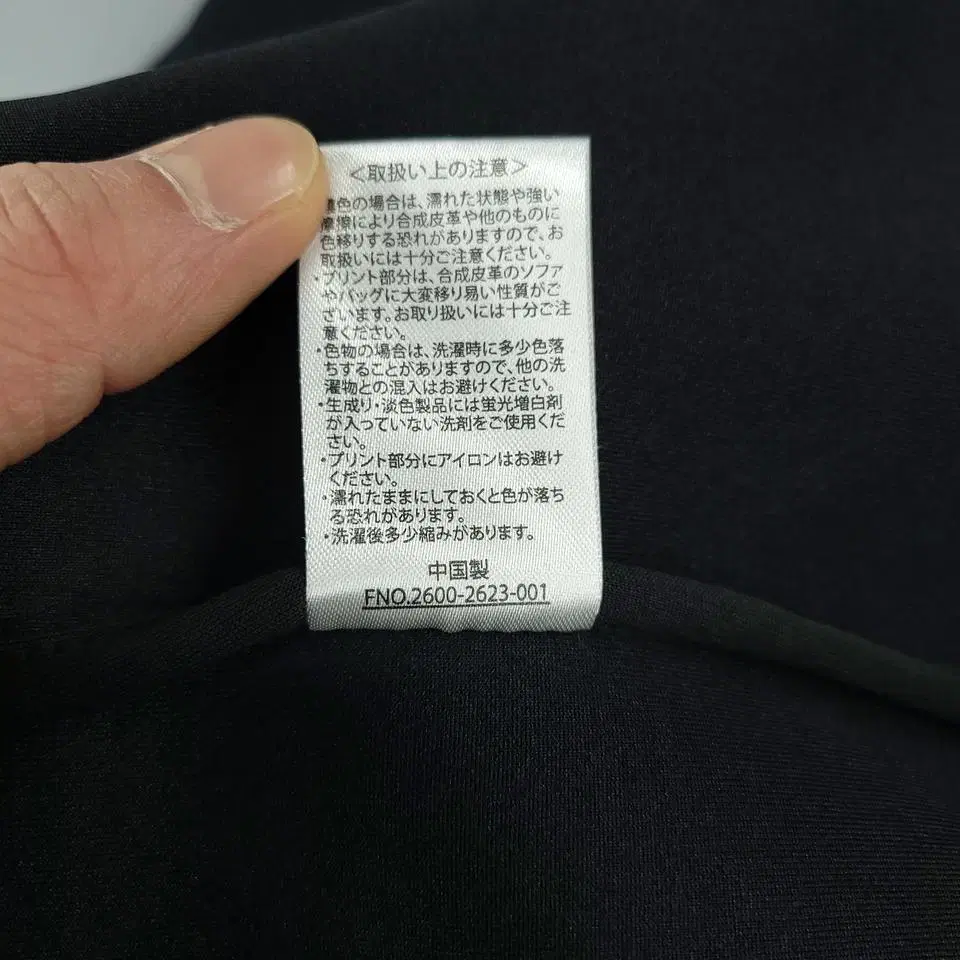 ＜取扱い上の注意＞
色の場合は、濡れた状態や強い
摩擦により合成皮革や他のものに
色移りする恐れがありますので、お
取扱いには十分ご注意ください。
・プリント部分は、合成皮革のソファ
やバッグに大変移り易い性質がご
ざいます。お取り扱いには十分ご注
意ください。
・色物の場合は、洗濯時に多少色落
ちすることがありますので、他の洗
濯物との混入はお避けください。
・生成り・淡色製品には蛍光増白剤
が入っていない洗剤をご使用くだ
さい。
・プリント部分にアイロンはお避け
ください。
・濡れたままにしておくと色が落ち
る恐れがあります。
・洗濯後多少縮みがあります。
中国製
FNO.2600-2623-001